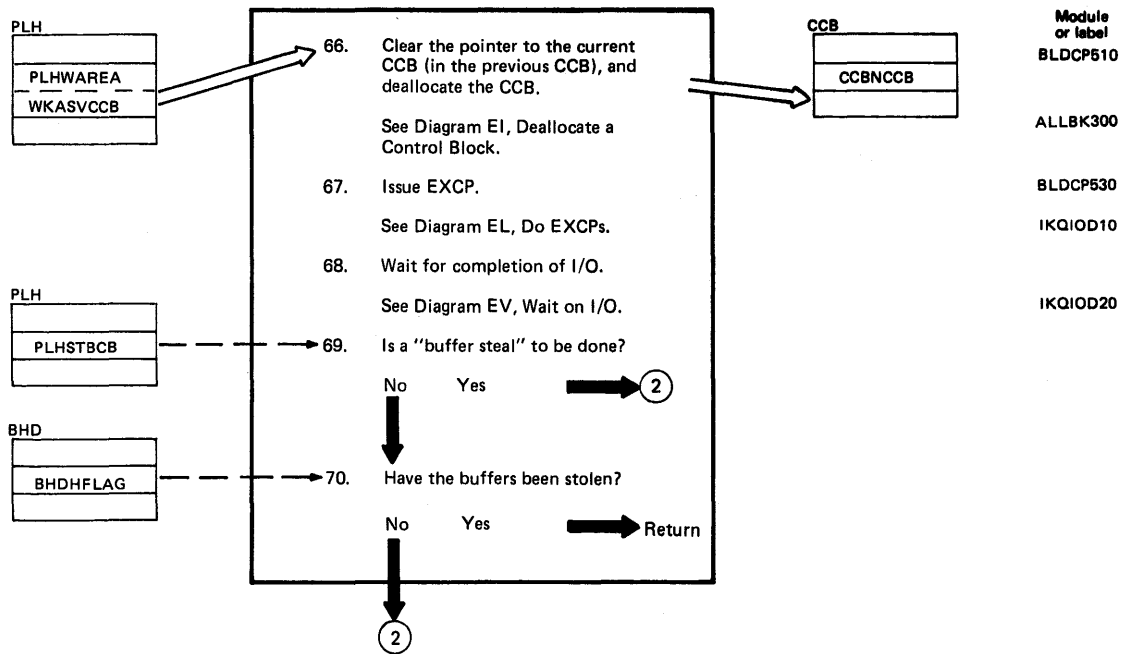 PLH
PLHWAREA
WKASVCCB
66. Clear the pointer to the current
CCB (in the previous CCB), and
deallocate the CCB.
See Diagram EI, Deallocate a
Control Block.
CCB
CCBNCCB
Module
or label
BLDCP510
ALLBK300
67. Issue EXCP.
BLDCP530
See Diagram EL, Do EXCPs.
IKQIOD10
68. Wait for completion of I/O.
See Diagram EV, Wait on I/O.
IKQIOD20
PLH
PLHSTBCB
69. Is a "buffer steal" to be done?
No Yes 2
BHD
BHDHFLAG
70. Have the buffers been stolen?
No Yes Return
2